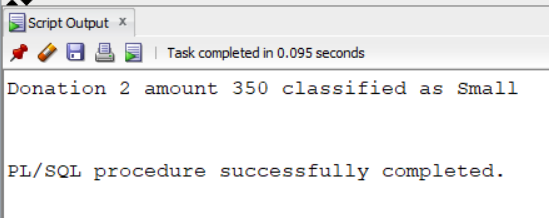 Script Output x
Task completed in 0.095 seconds
Donation 2 amount 350 classified as Small
PL/SQL procedure successfully completed.